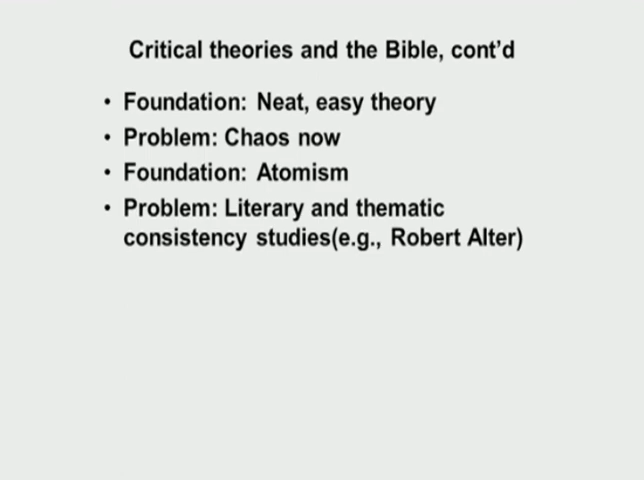 Critical theories and the Bible, cont’d
• Foundation: Neat, easy theory
• Problem: Chaos now
• Foundation: Atomism
• Problem: Literary and thematic
consistency studies(e.g., Robert Alter)